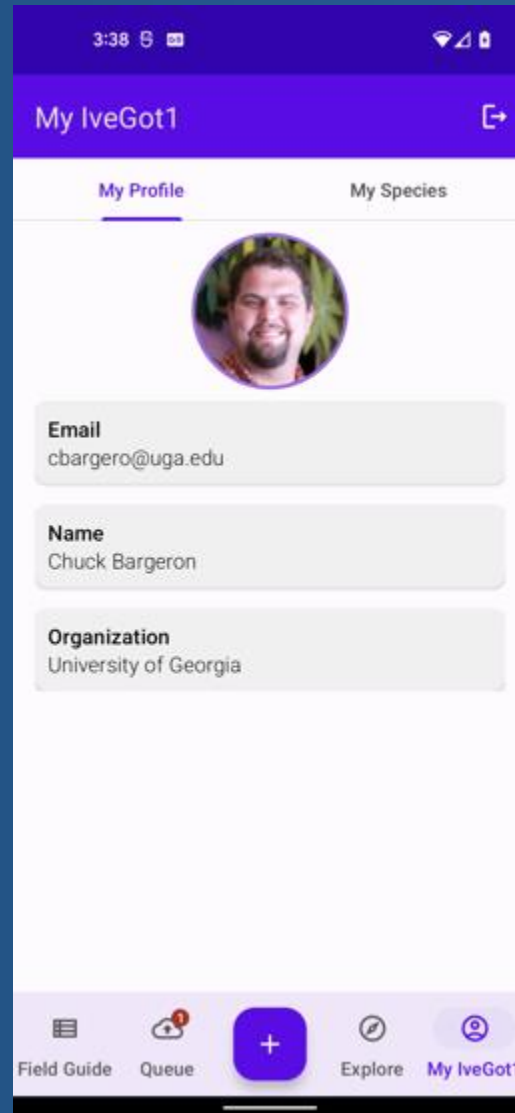 3:38
My IveGot1
My Profile
My Species
Email
cbargero@uga.edu
Name
Chuck Bargeron
Organization
University of Georgia
1
+
Field Guide
Queue
Explore
My IveGot1